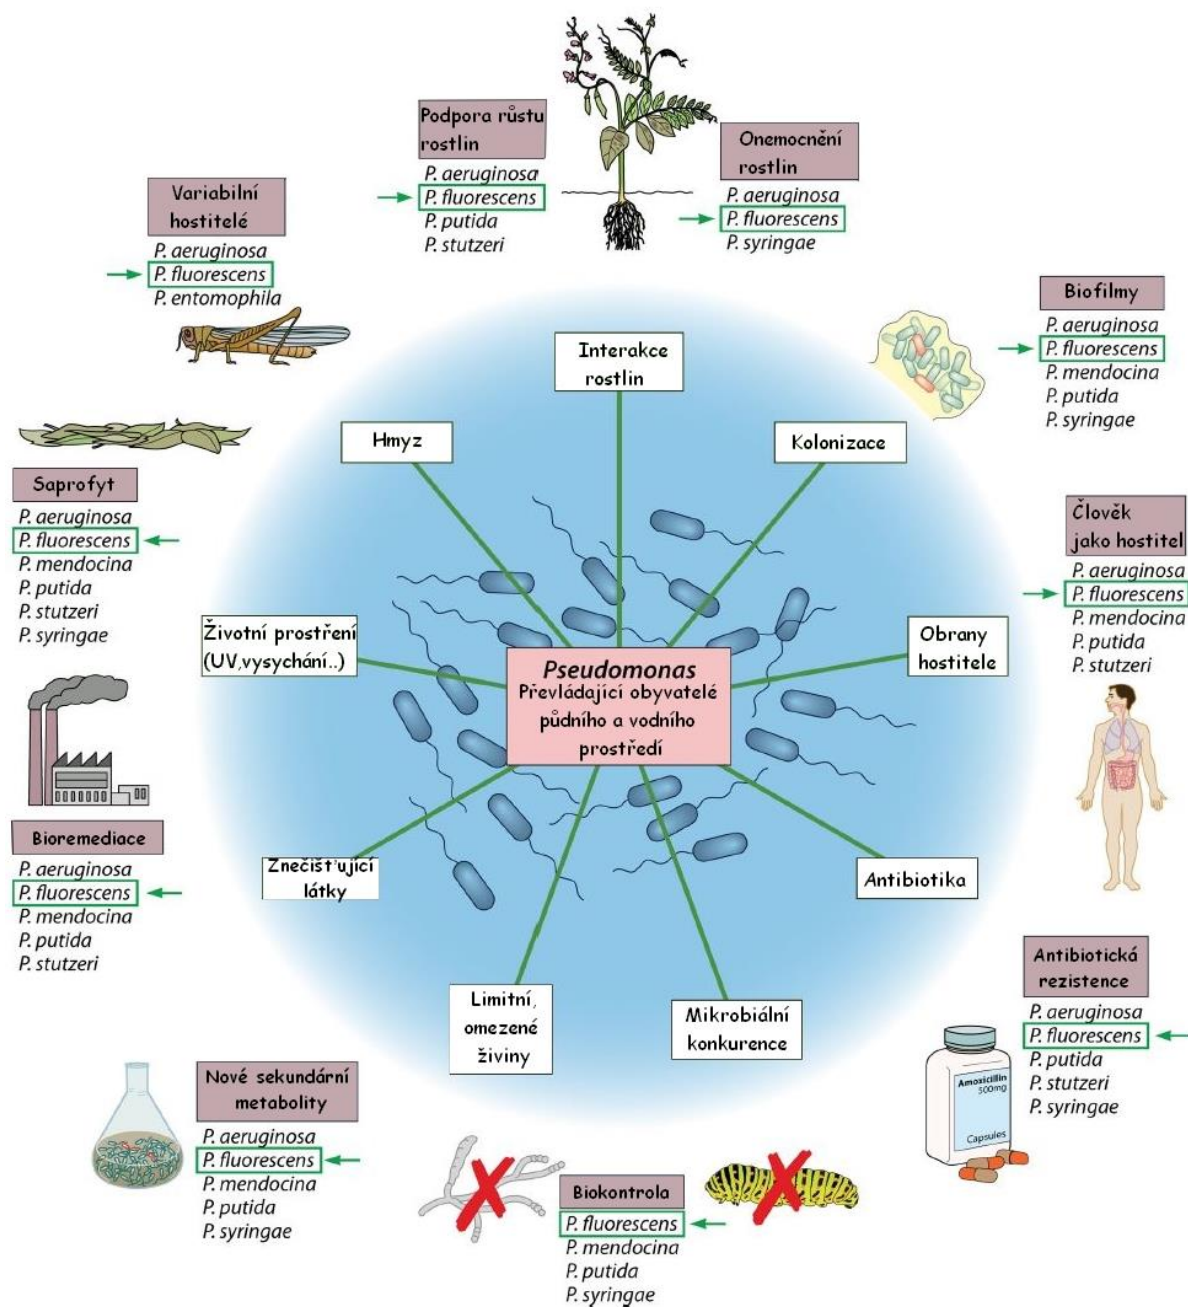 Podpora růstu
rostlin
P. aeruginosa
P. fluorescens
P. putida
P. stutzeri
Onemocnění
rostlin
P. aeruginosa
P. fluorescens
P. syringae
Variabilní
hostitelé
P. aeruginosa
P. fluorescens
P. entomophila
Biofilmy
P. aeruginosa
P. fluorescens
P. mendocina
P. putida
P. syringae
Interakce
rostlin
Hmyz
Kolonizace
Saprofyt
P. aeruginosa
P. fluorescens
P. mendocina
P. putida
P. stutzeri
P. syringae
Člověk
jako hostitel
P. aeruginosa
P. fluorescens
P. mendocina
P. putida
P. stutzeri
Životní prostření
(UV,vysychání..)
Obrany
hostitele
Pseudomonas
Převládající obyvatelé
půdního a vodního
prostředí
Bioremediace
P. aeruginosa
P. fluorescens
P. mendocina
P. putida
P. stutzeri
Znečišťující
látky
Antibiotika
Limitní,
omezené
živiny
Mikrobiální
konkurence
Antibiotická
rezistence
P. aeruginosa
P. fluorescens
P. putida
P. stutzeri
P. syringae
Amoxicillin
500mg
Capsules
Nové sekundární
metabolity
P. aeruginosa
P. fluorescens
P. mendocina
P. putida
P. syringae
Biokontrola
P. fluorescens
P. mendocina
P. putida
P. syringae